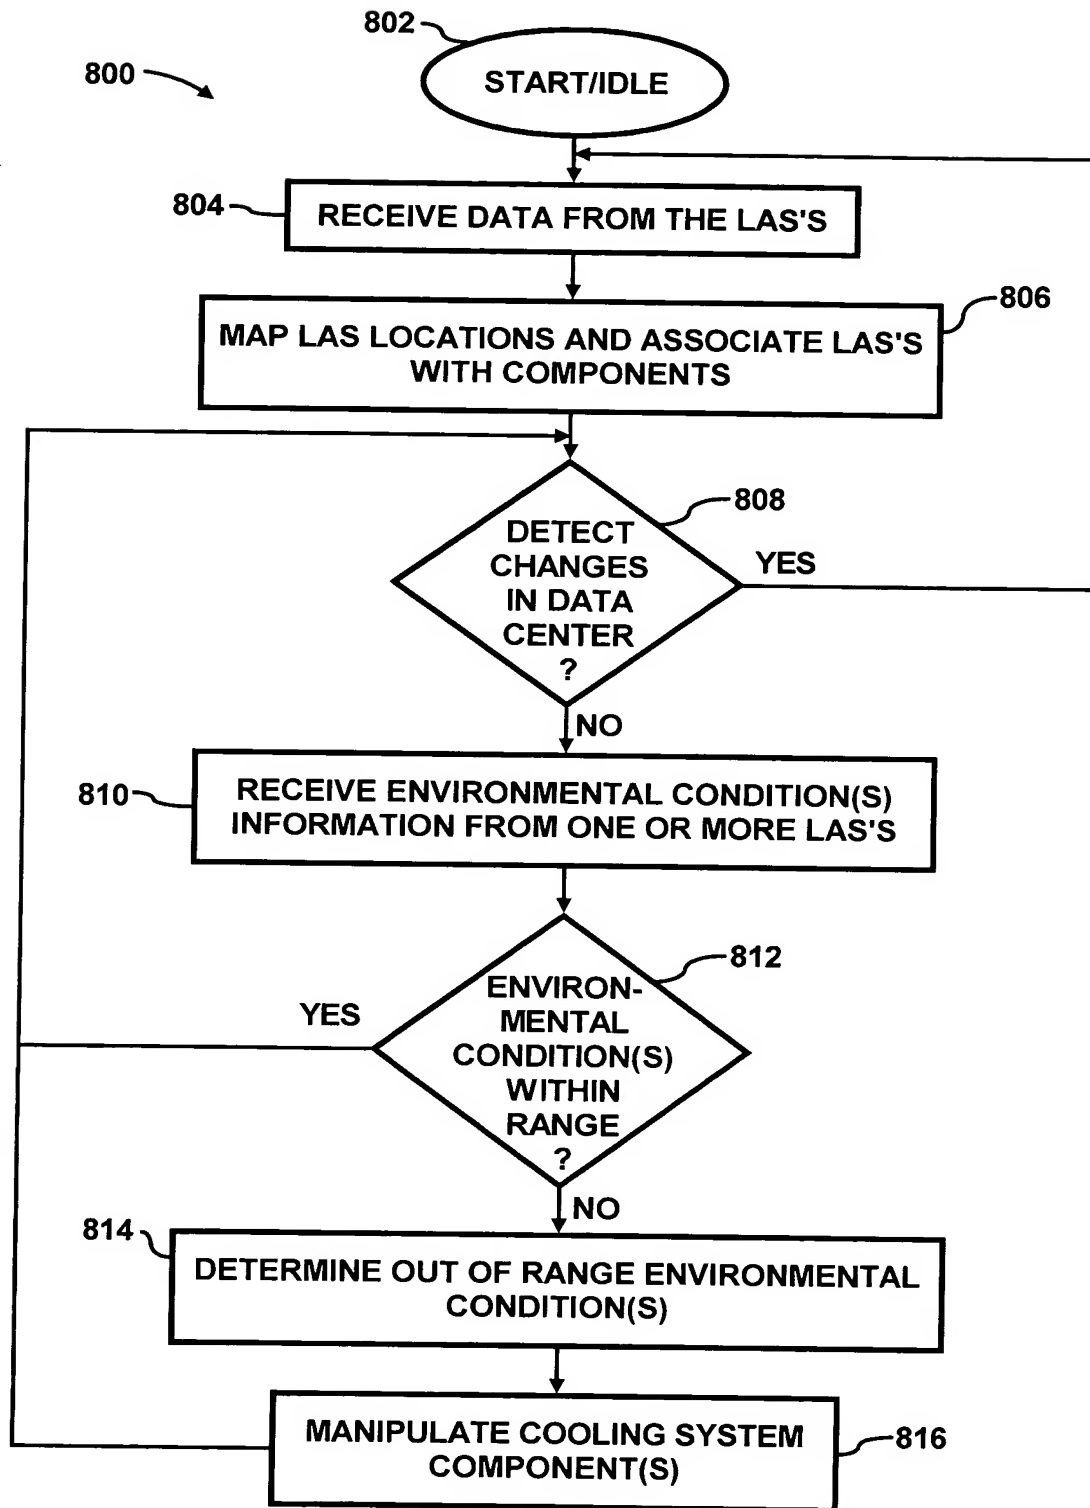 802
START/IDLE
800
804
RECEIVE DATA FROM THE LAS'S
806
MAP LAS LOCATIONS AND ASSOCIATE LAS'S
WITH COMPONENTS
808
DETECT
CHANGES
IN DATA
CENTER
?
YES
NO
810
RECEIVE ENVIRONMENTAL CONDITION(S)
INFORMATION FROM ONE OR MORE LAS'S
812
ENVIRON-
MENTAL
CONDITION(S)
WITHIN
RANGE
?
YES
NO
814
DETERMINE OUT OF RANGE ENVIRONMENTAL
CONDITION(S)
MANIPULATE COOLING SYSTEM
COMPONENT(S)
816